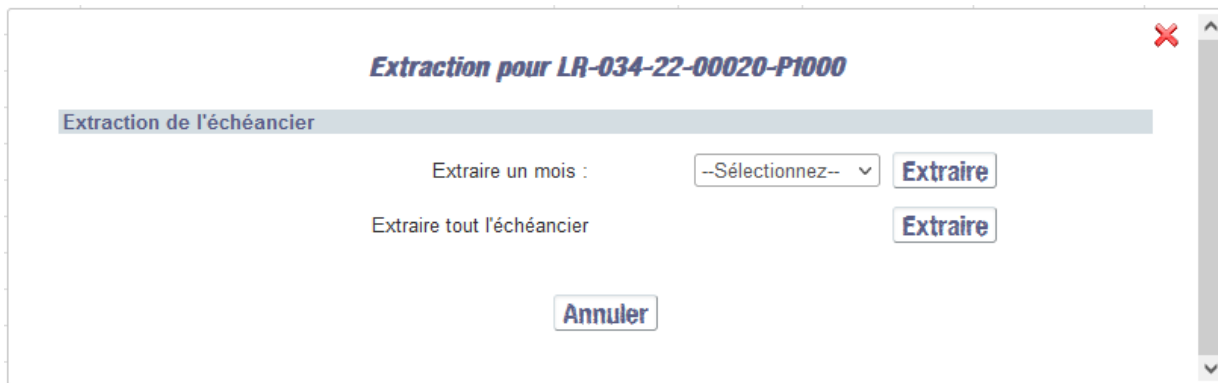 Extraction pour LR-034-22-00020-P1000
Extraction de l'échéancier
Extraire un mois : --Sélectionnez-- Extraire
Extraire tout l'échéancier Extraire
Annuler